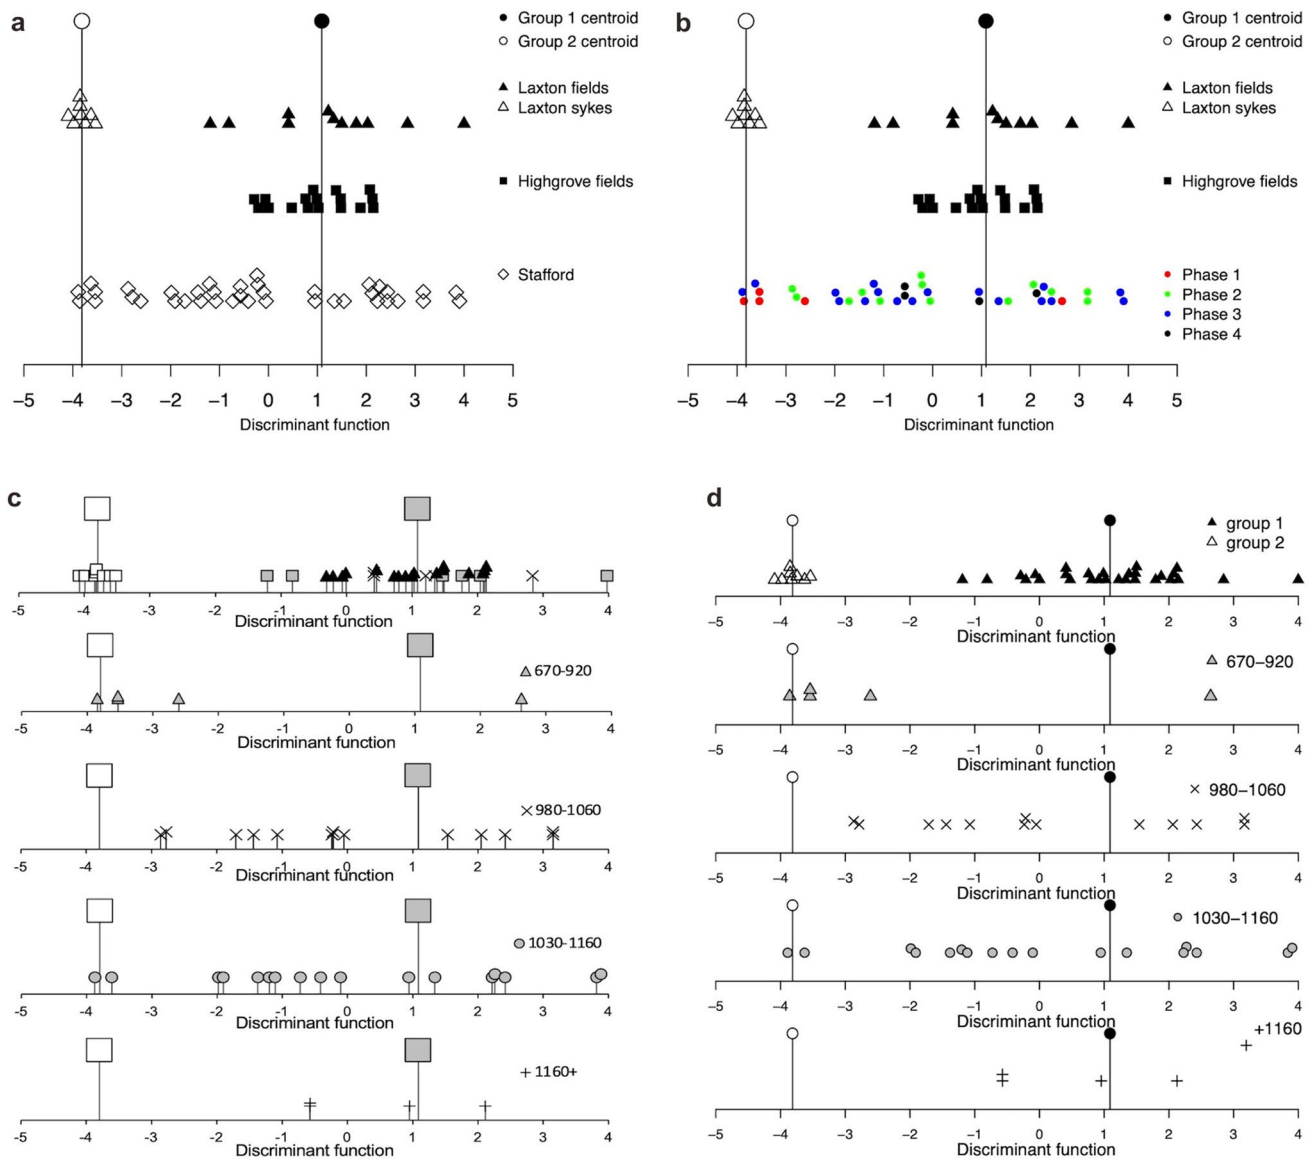 a
Group 1 centroid
Group 2 centroid
Laxton fields
Laxton sykes
Highgrove fields
Stafford
−5 −4 −3 −2 −1 0 1 2 3 4 5
Discriminant function
b
Group 1 centroid
Group 2 centroid
Laxton fields
Laxton sykes
Highgrove fields
Phase 1
Phase 2
Phase 3
Phase 4
−5 −4 −3 −2 −1 0 1 2 3 4 5
Discriminant function
c
-5 -4 -3 -2 -1 0 1 2 3 4
Discriminant function
670-920
-5 -4 -3 -2 -1 0 1 2 3 4
Discriminant function
980-1060
-5 -4 -3 -2 -1 0 1 2 3 4
Discriminant function
1030-1160
-5 -4 -3 -2 -1 0 1 2 3 4
Discriminant function
1160+
-5 -4 -3 -2 -1 0 1 2 3 4
Discriminant function
d
group 1
group 2
−5 −4 −3 −2 −1 0 1 2 3 4
Discriminant function
670−920
−5 −4 −3 −2 −1 0 1 2 3 4
Discriminant function
980−1060
−5 −4 −3 −2 −1 0 1 2 3 4
Discriminant function
1030−1160
−5 −4 −3 −2 −1 0 1 2 3 4
Discriminant function
+1160
−5 −4 −3 −2 −1 0 1 2 3 4
Discriminant function